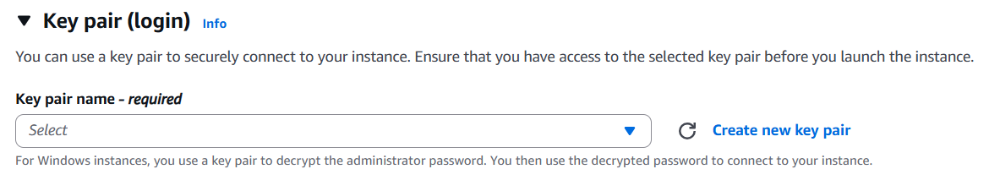 Key pair (login) Info
You can use a key pair to securely connect to your instance. Ensure that you have access to the selected key pair before you launch the instance.
Key pair name - required
Select
Create new key pair
For Windows instances, you use a key pair to decrypt the administrator password. You then use the decrypted password to connect to your instance.